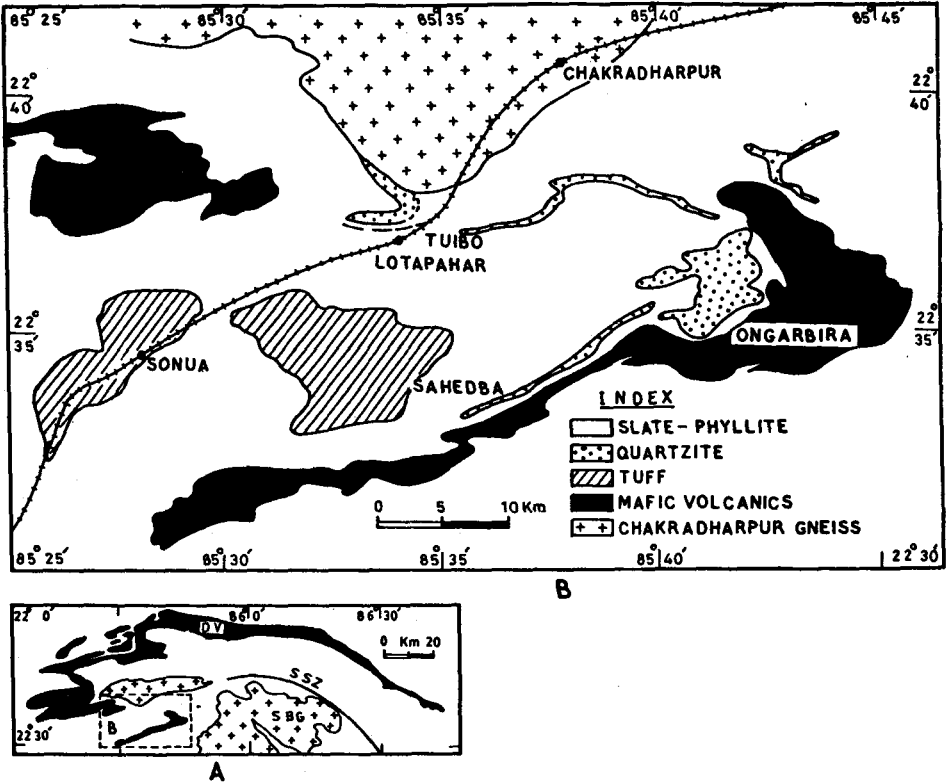 85° 25′ 85° 30′ 85° 35′ 85° 40′ 85° 45′
CHAKRADHARPUR
22° 40′ 22° 40′
TUIBO
LOTAPAHAR
22° 35′ 22° 35′
ONGARBIRA
SONUA
SAHEDBA
INDEX
SLATE-PHYLLITE
QUARTZITE
TUFF
0 5 10 Km
MAFIC VOLCANICS
CHAKRADHARPUR GNEISS
85° 25′ 85° 30′ 85° 35′ 85° 40′ 22° 30′
B
22° 0′ 86° 0′ 86° 30′
DV
0 Km 20
SSZ
SBG
B
22° 30′
A